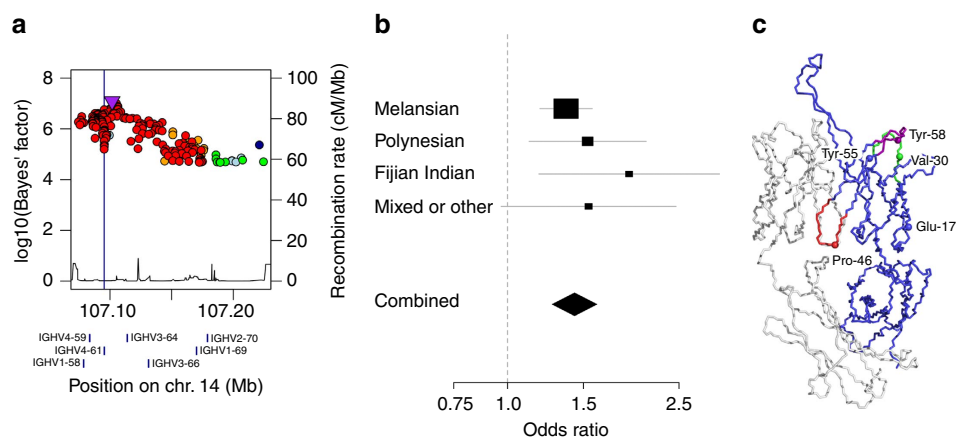 a
log10(Bayes' factor)
8
6
4
2
0
100
80
60
40
20
0
Recombination rate (cM/Mb)
107.10
107.20
IGHV4-59
IGHV3-64
IGHV2-70
IGHV4-61
IGHV1-69
IGHV1-58
IGHV3-66
Position on chr. 14 (Mb)
b
Melansian
Polynesian
Fijian Indian
Mixed or other
Combined
0.75
1.0
1.5
2.5
Odds ratio
c
Tyr-58
Tyr-55
Val-30
Glu-17
Pro-46